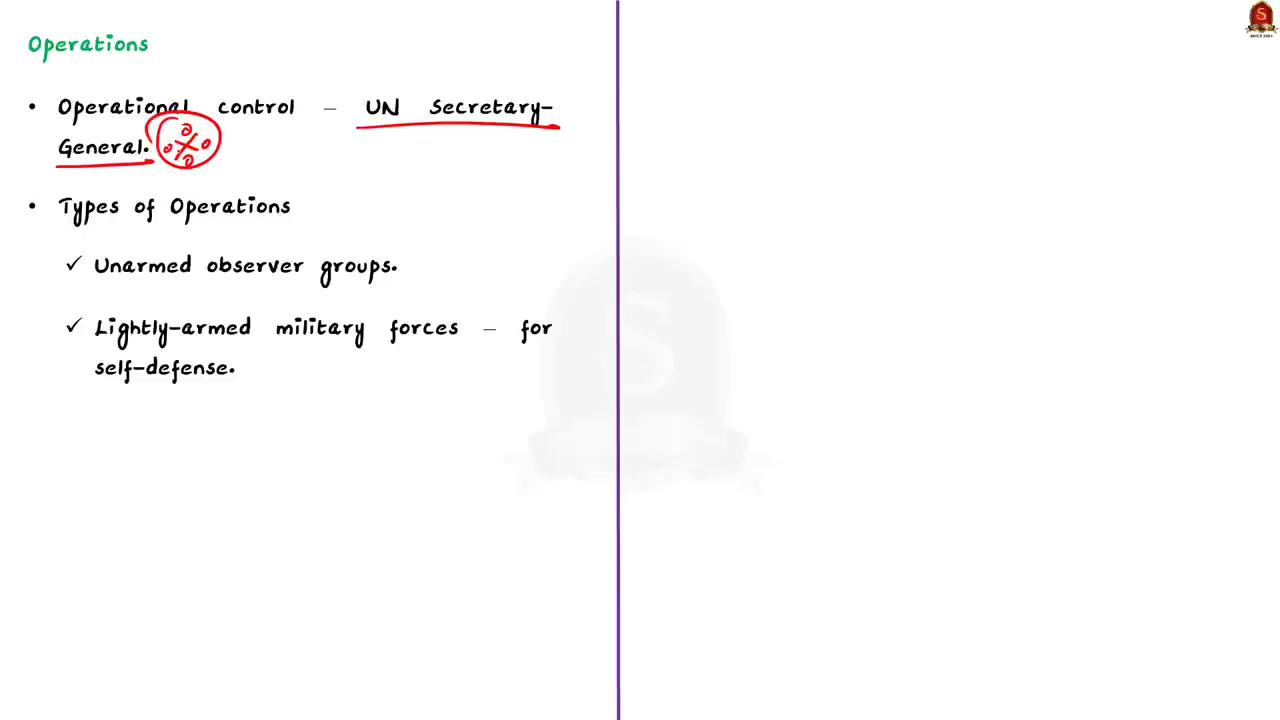 Operations
• Operational control – UN Secretary-
General.
• Types of Operations
✓ Unarmed observer groups.
✓ Lightly-armed military forces – for
self-defense.
S